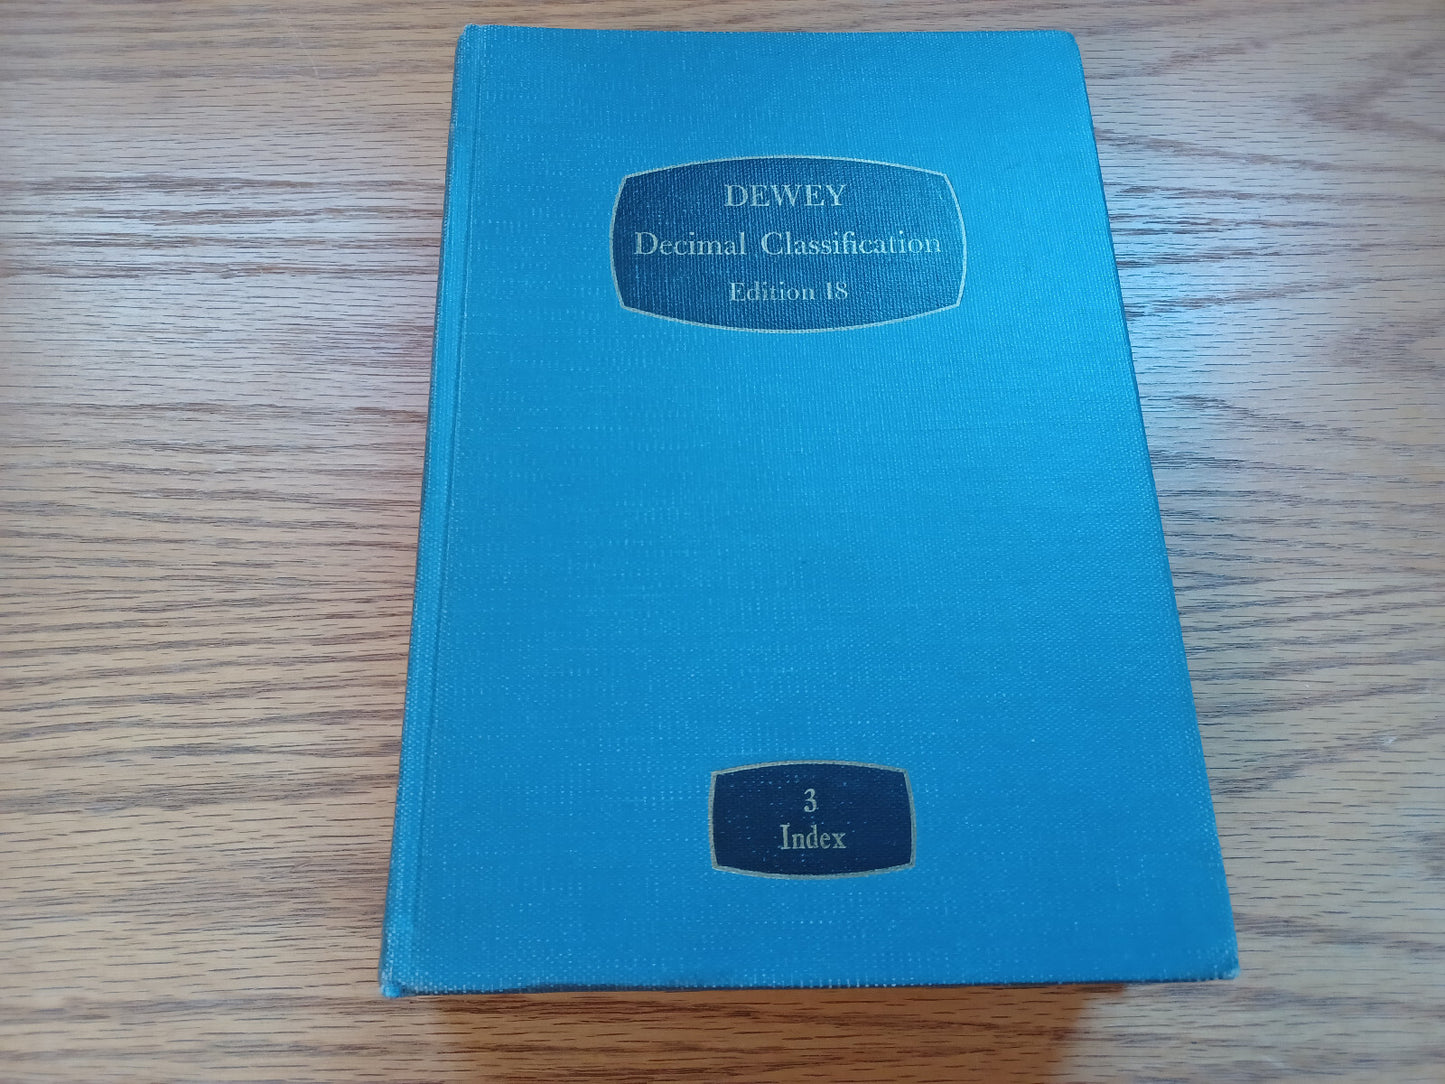 DEWEY
Decimal Classification
Edition 18
3
Index